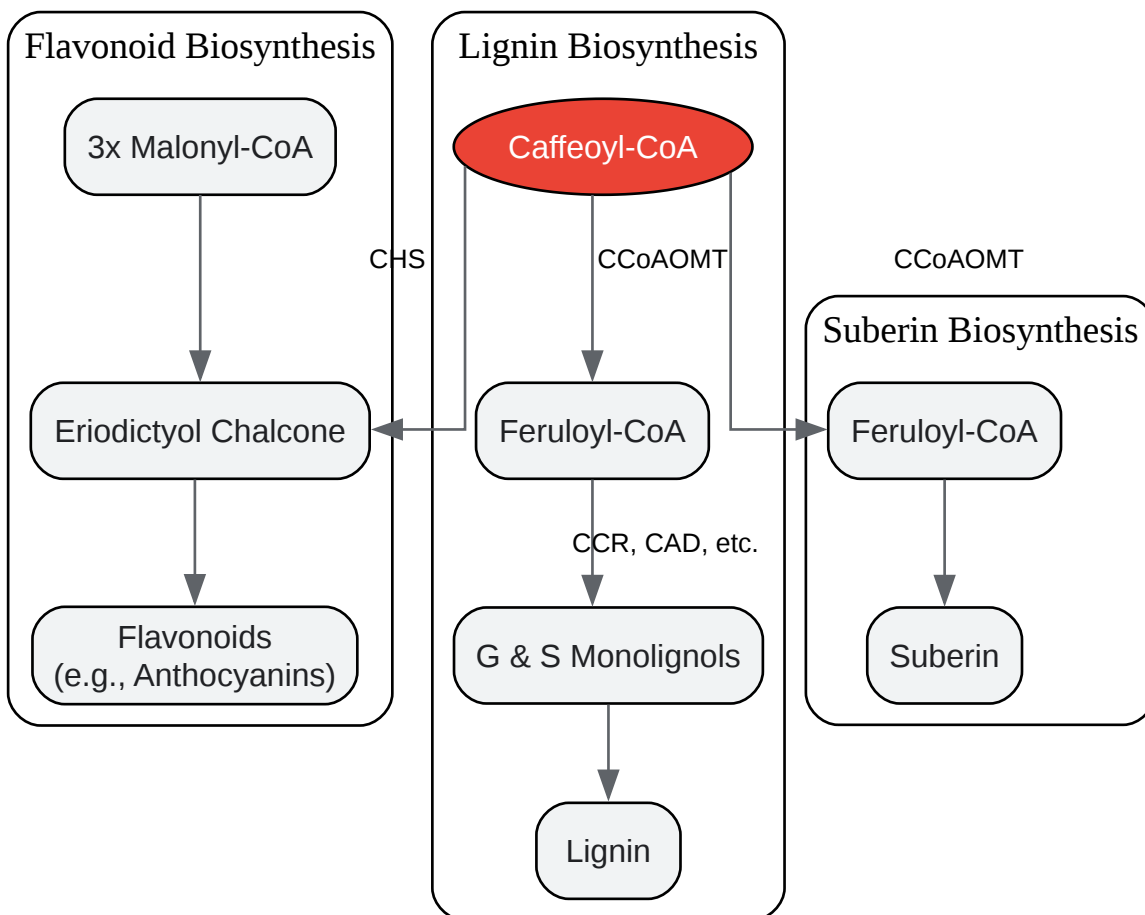 Flavonoid Biosynthesis
3x Malonyl-CoA
CHS
Eriodictyol Chalcone
Flavonoids
(e.g., Anthocyanins)
Lignin Biosynthesis
Caffeoyl-CoA
CCoAOMT
Feruloyl-CoA
CCR, CAD, etc.
G & S Monolignols
Lignin
CCoAOMT
Suberin Biosynthesis
Feruloyl-CoA
Suberin